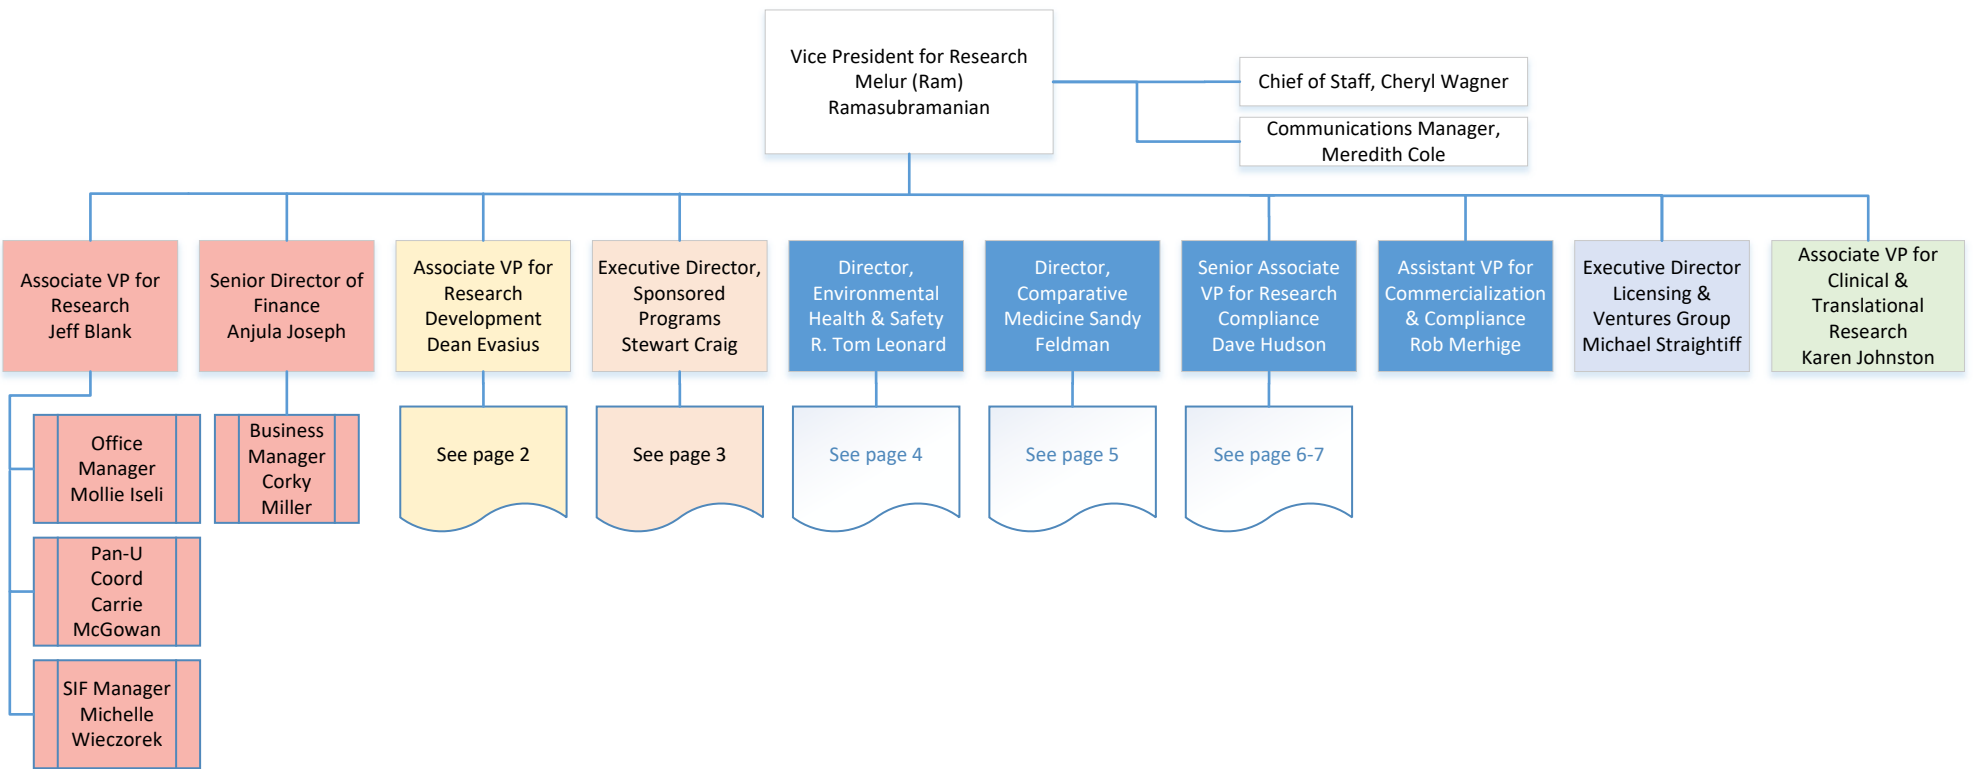 Vice President for Research
Melur (Ram)
Ramasubramanian
Chief of Staff, Cheryl Wagner
Communications Manager,
Meredith Cole
Associate VP for
Research
Jeff Blank
Senior Director of
Finance
Anjula Joseph
Associate VP for
Research
Development
Dean Evasius
Executive Director,
Sponsored
Programs
Stewart Craig
Director,
Environmental
Health & Safety
R. Tom Leonard
Director,
Comparative
Medicine Sandy
Feldman
Senior Associate
VP for Research
Compliance
Dave Hudson
Assistant VP for
Commercialization
& Compliance
Rob Merhige
Executive Director
Licensing &
Ventures Group
Michael Straightiff
Associate VP for
Clinical &
Translational
Research
Karen Johnston
Office
Manager
Mollie Iseli
Business
Manager
Corky
Miller
See page 2
See page 3
See page 4
See page 5
See page 6-7
Pan-U
Coord
Carrie
McGowan
SIF Manager
Michelle
Wieczorek